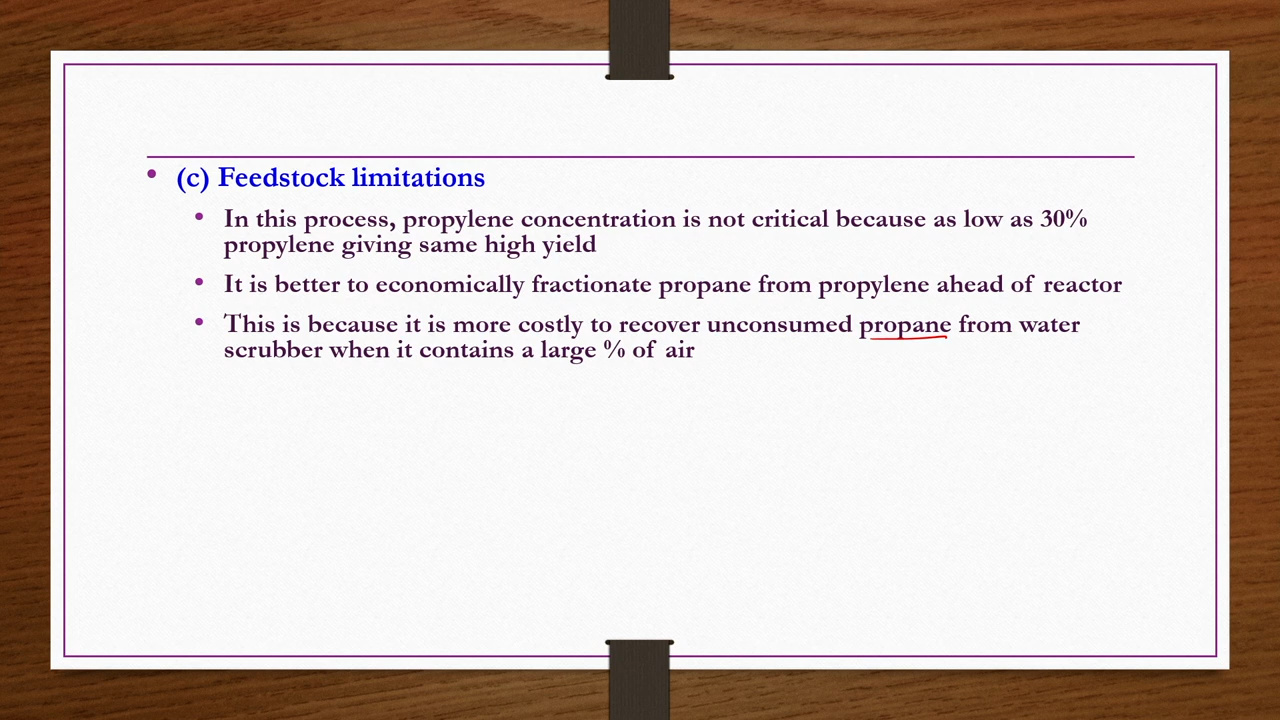 • (c) Feedstock limitations
• In this process, propylene concentration is not critical because as low as 30%
propylene giving same high yield
• It is better to economically fractionate propane from propylene ahead of reactor
• This is because it is more costly to recover unconsumed propane from water
scrubber when it contains a large % of air